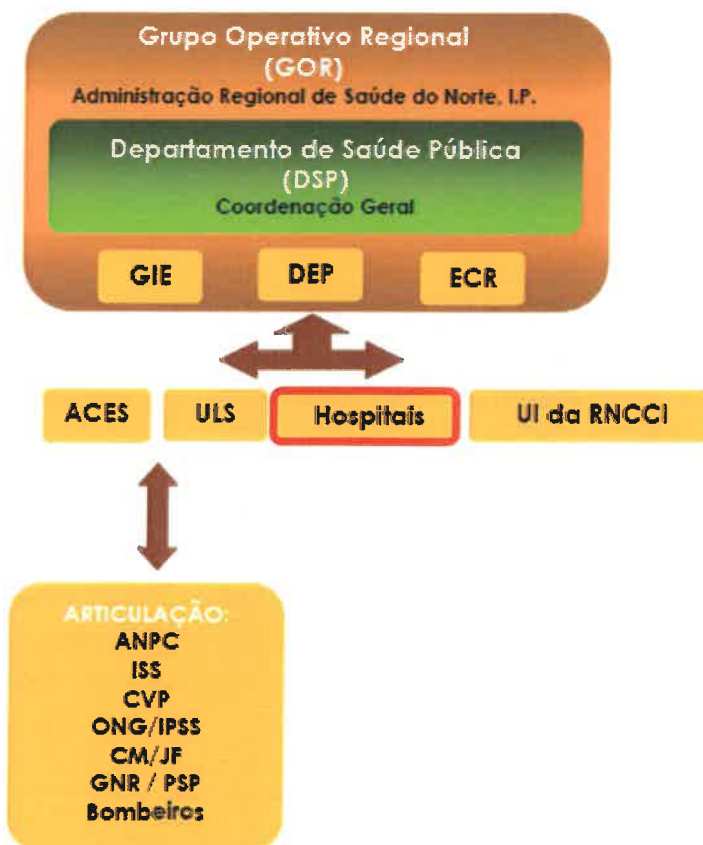 Grupo Operativo Regional
(GOR)
Administração Regional de Saúde do Norte, I.P.
Departamento de Saúde Pública
(DSP)
Coordenação Geral
GIE DEP ECR
ACES ULS Hospitais UI da RNCCI
ARTICULAÇÃO:
ANPC
ISS
CVP
ONG/IPSS
CM/JF
GNR / PSP
Bombeiros